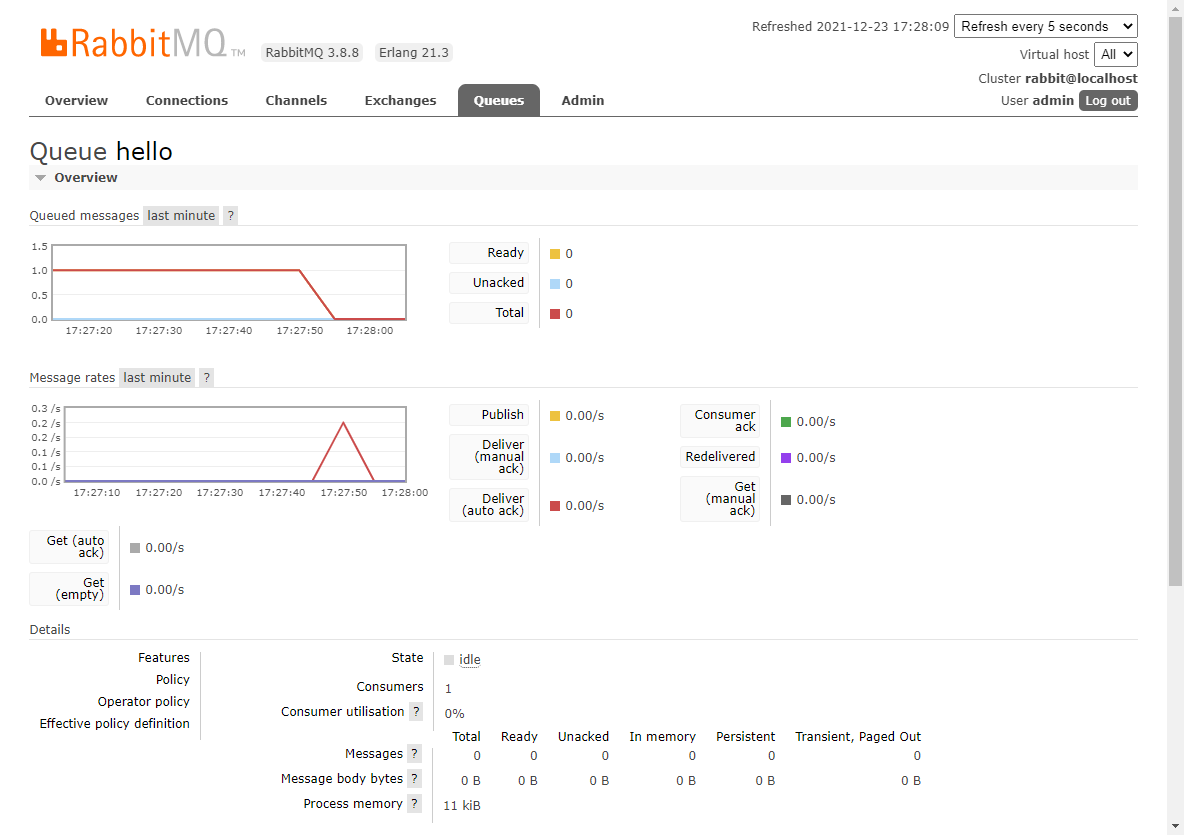 RabbitMQ TM RabbitMQ 3.8.8 Erlang 21.3
Refreshed 2021-12-23 17:28:09 Refresh every 5 seconds
Virtual host All
Cluster rabbit@localhost
User admin Log out
Overview Connections Channels Exchanges Queues Admin
Queue hello
Overview
Queued messages last minute ?
1.5
1.0
0.5
0.0
17:27:20 17:27:30 17:27:40 17:27:50 17:28:00
Ready 0
Unacked 0
Total 0
Message rates last minute ?
0.3 /s
0.2 /s
0.2 /s
0.1 /s
0.1 /s
0.0 /s
17:27:10 17:27:20 17:27:30 17:27:40 17:27:50 17:28:00
Publish 0.00/s
Deliver
(manual 0.00/s
ack)
Deliver
(auto ack) 0.00/s
Consumer
ack 0.00/s
Redelivered 0.00/s
Get
(manual 0.00/s
ack)
Get (auto
ack) 0.00/s
Get
(empty) 0.00/s
Details
Features
Policy
Operator policy
Effective policy definition
State idle
Consumers 1
Consumer utilisation ? 0%
Total Ready Unacked In memory Persistent Transient, Paged Out
Messages ? 0 0 0 0 0 0
Message body bytes ? 0 B 0 B 0 B 0 B 0 B 0 B
Process memory ? 11 kiB